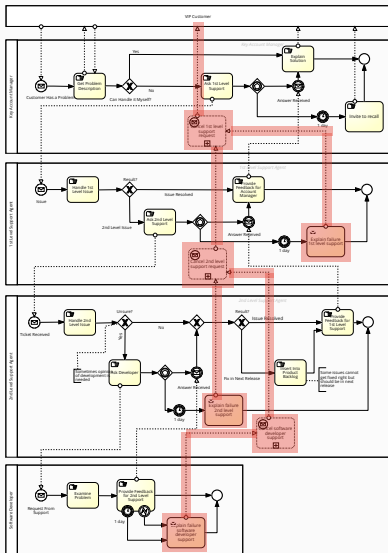 VIP Customer
Key Account Manager
Customer Has a Problem
Get Problem
Description
Yes
No
Can Handle it Myself?
Ask 1st Level
Support
Explain
Solution
Answer Received
1 day
Invite to recall
Cancel 1st level
support
request
1st Level Support Agent
Issue
Handle 1st
Level Issue
Result?
Issue Resolved
2nd Level Issue
Ask 2nd Level
Support
Provide
Feedback for
Account
Manager
Answer Received
1 day
Explain failure
1st level support
Cancel 2nd level
support request
2nd Level Support Agent
Ticket Received
Handle 2nd
Level Issue
Unsure?
Yes
No
Result?
Issue Resolved
Fix in Next Release
Sometimes opinion
of development is
needed
Ask Developer
Answer Received
1 day
Explain failure
2nd level
support
Cancel software
developer
support
Insert into
Product
Backlog
Some issues cannot
get fixed right but
should be in next
release
Provide
Feedback for
1st Level
Support
Software Developer
Request From
Support
Examine
Problem
Provide Feedback
for 2nd Level
Support
1 day
Explain failure
software
developer
support